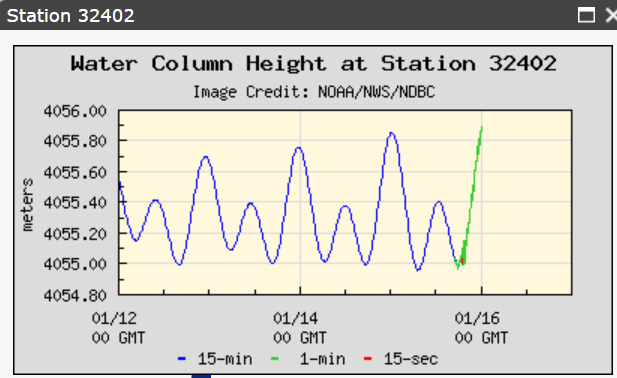 Station 32402
Water Column Height at Station 32402
Image Credit: NOAA/NWS/NDBC
4056.00
4055.80
4055.60
4055.40
4055.20
4055.00
4054.80
meters
01/12 01/14 01/16
00 GMT 00 GMT 00 GMT
15-min 1-min 15-sec